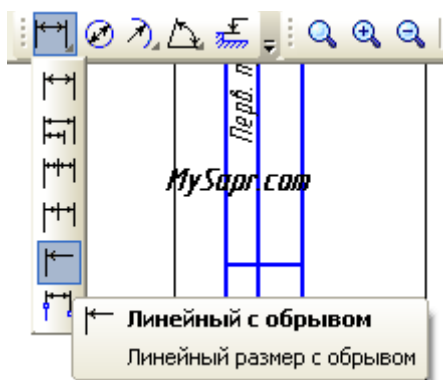 Перв. п
MySapr.com
Линейный с обрывом
Линейный размер с обрывом